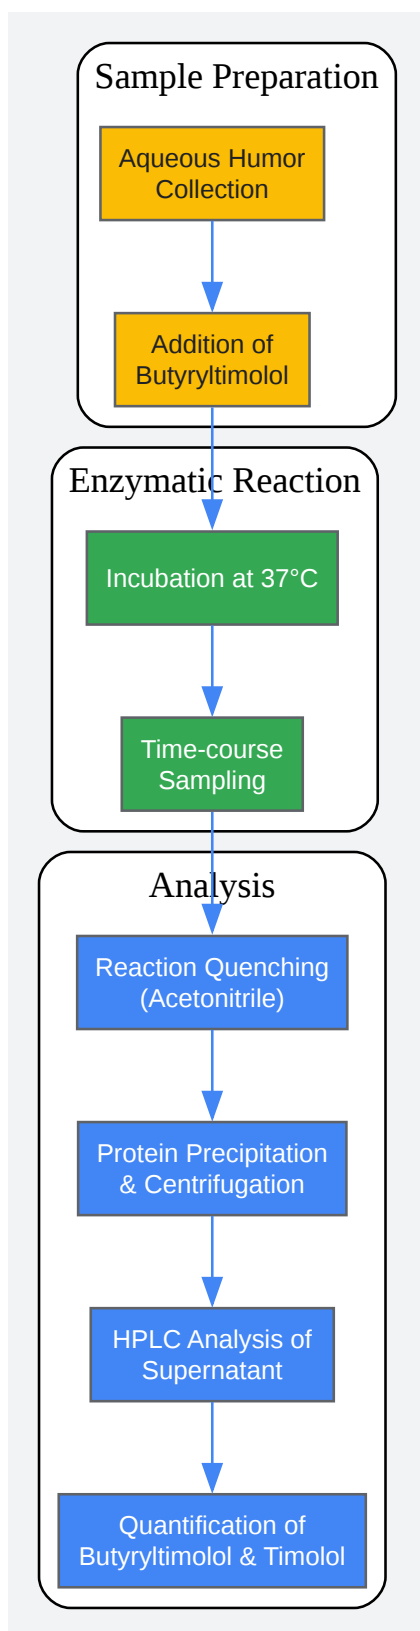 Sample Preparation
Aqueous Humor
Collection
Addition of
Butyryltimolol
Enzymatic Reaction
Incubation at 37°C
Time-course
Sampling
Analysis
Reaction Quenching
(Acetonitrile)
Protein Precipitation
& Centrifugation
HPLC Analysis of
Supernatant
Quantification of
Butyryltimolol & Timolol